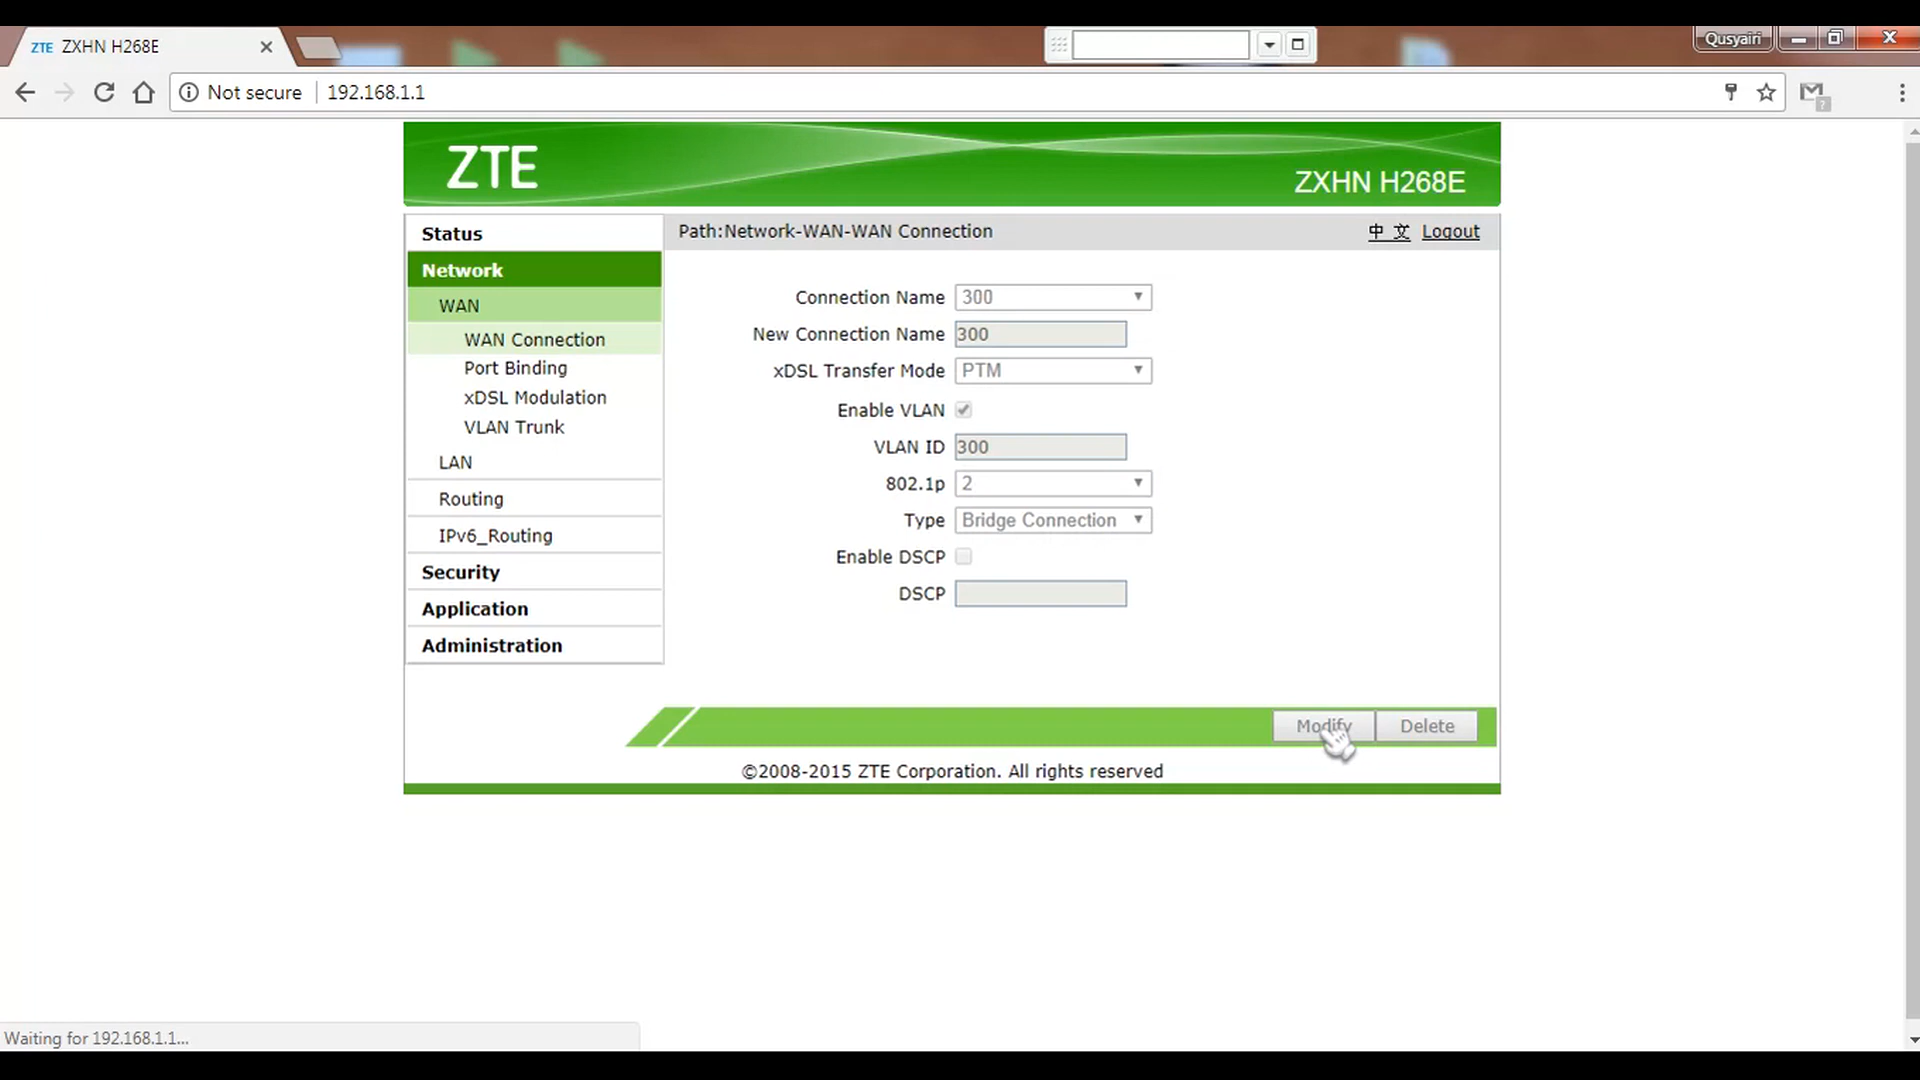 ZTE ZXHN H268E
Qusyairi
Not secure 192.168.1.1
ZTE
ZXHN H268E
Path:Network-WAN-WAN Connection
中 文 Logout
Status
Network
WAN
WAN Connection
Port Binding
xDSL Modulation
VLAN Trunk
LAN
Routing
IPv6_Routing
Security
Application
Administration
Connection Name 300
New Connection Name 300
xDSL Transfer Mode PTM
Enable VLAN
VLAN ID 300
802.1p 2
Type Bridge Connection
Enable DSCP
DSCP
Modify Delete
©2008-2015 ZTE Corporation. All rights reserved
Waiting for 192.168.1.1...